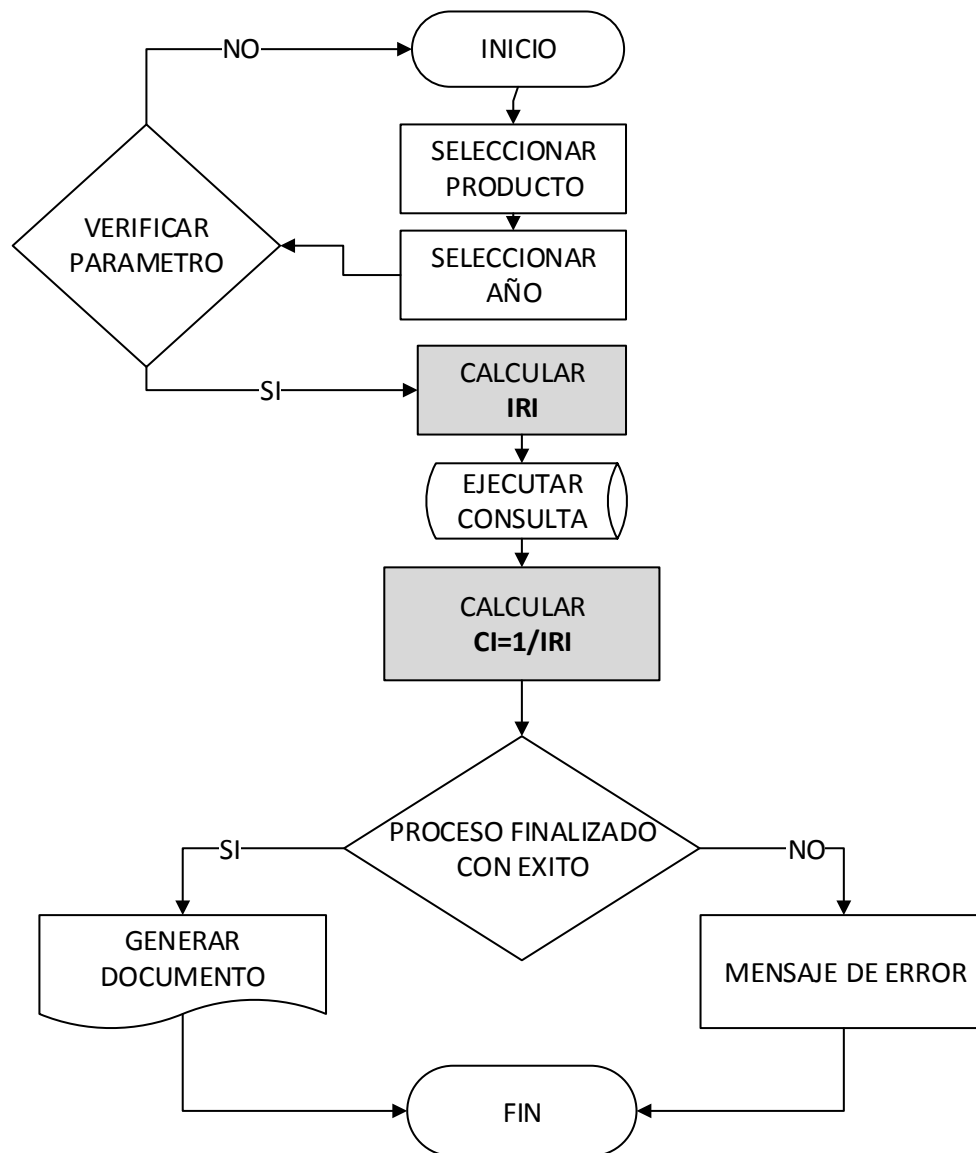 NO
INICIO
SELECCIONAR
PRODUCTO
VERIFICAR
PARAMETRO
SELECCIONAR
AÑO
SI
CALCULAR
IRI
EJECUTAR
CONSULTA
CALCULAR
CI=1/IRI
PROCESO FINALIZADO
CON EXITO
SI
NO
GENERAR
DOCUMENTO
MENSAJE DE ERROR
FIN